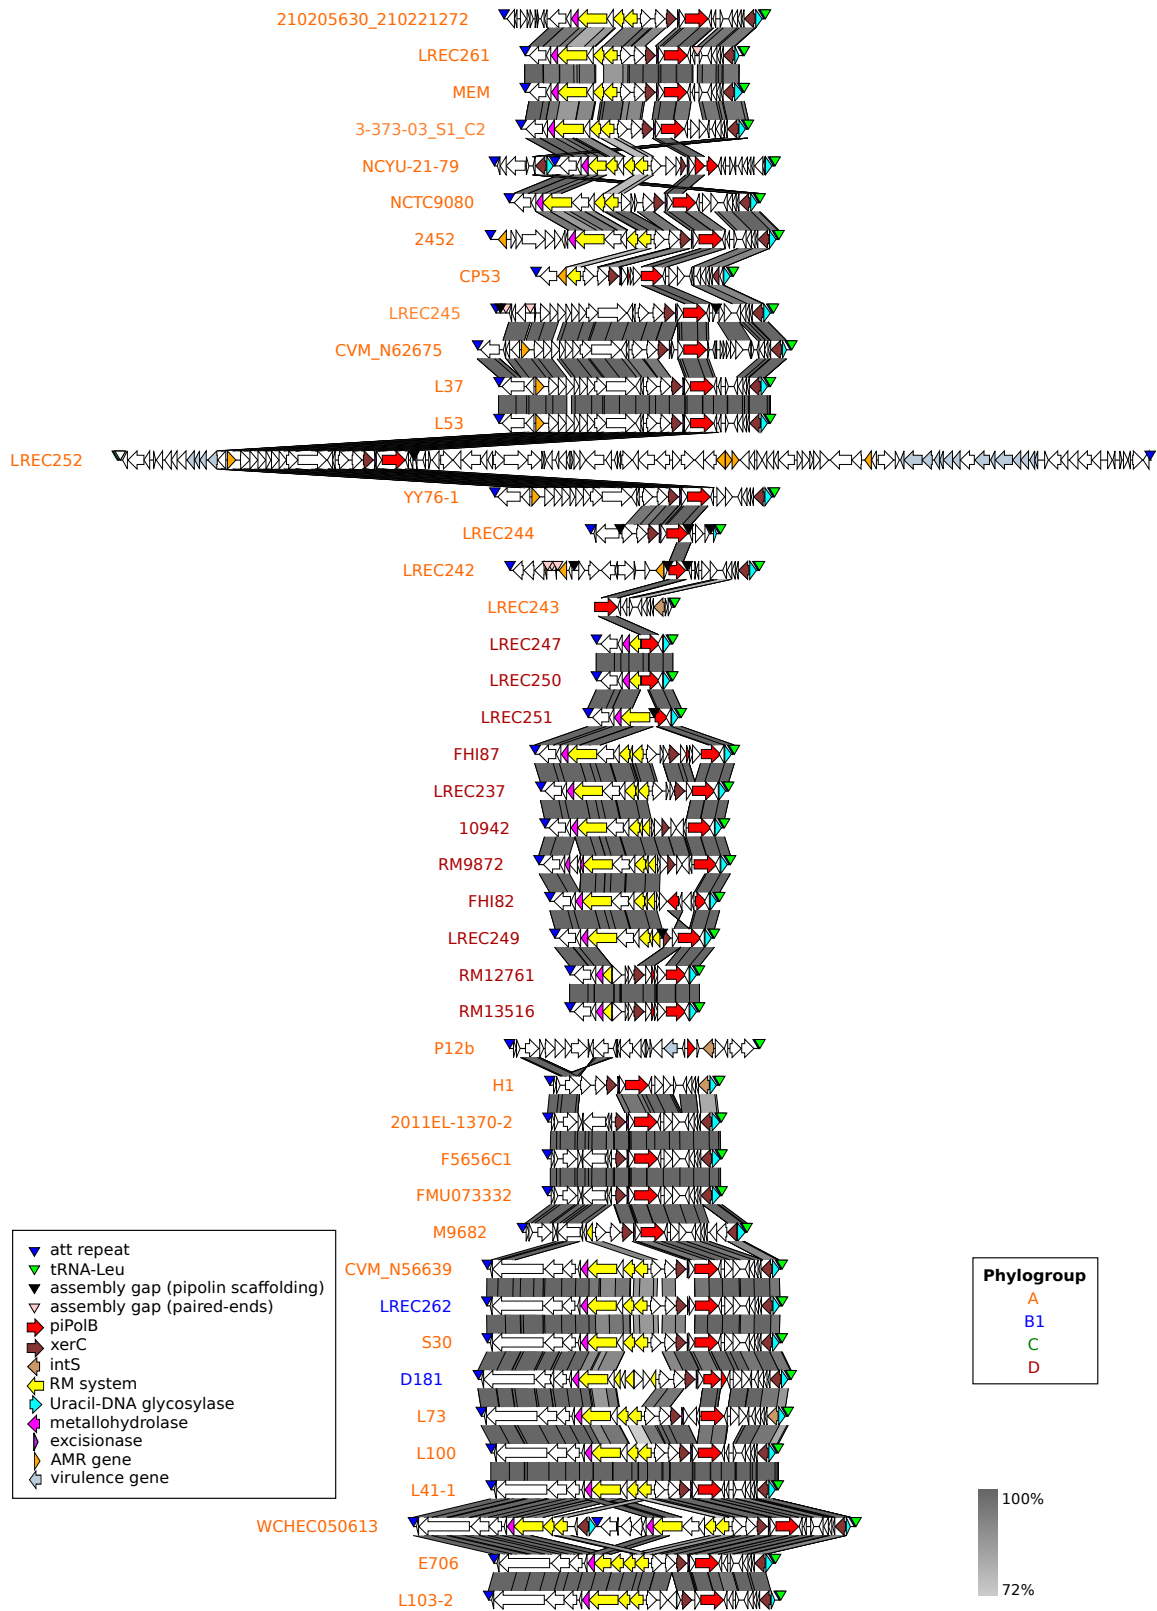 210205630_210221272
LREC261
MEM
3-373-03_S1_C2
NCYU-21-79
NCTC9080
2452
CP53
LREC245
CVM_N62675
L37
L53
LREC252
YY76-1
LREC244
LREC242
LREC243
LREC247
LREC250
LREC251
FHI87
LREC237
10942
RM9872
FHI82
LREC249
RM12761
RM13516
P12b
H1
2011EL-1370-2
F5656C1
FMU073332
M9682
CVM_N56639
LREC262
S30
D181
L73
L100
L41-1
WCHEC050613
E706
L103-2
att repeat
tRNA-Leu
assembly gap (pipolin scaffolding)
assembly gap (paired-ends)
piPolB
xerC
intS
RM system
Uracil-DNA glycosylase
metallohydrolase
excisionase
AMR gene
virulence gene
Phylogroup
A
B1
C
D
100%
72%